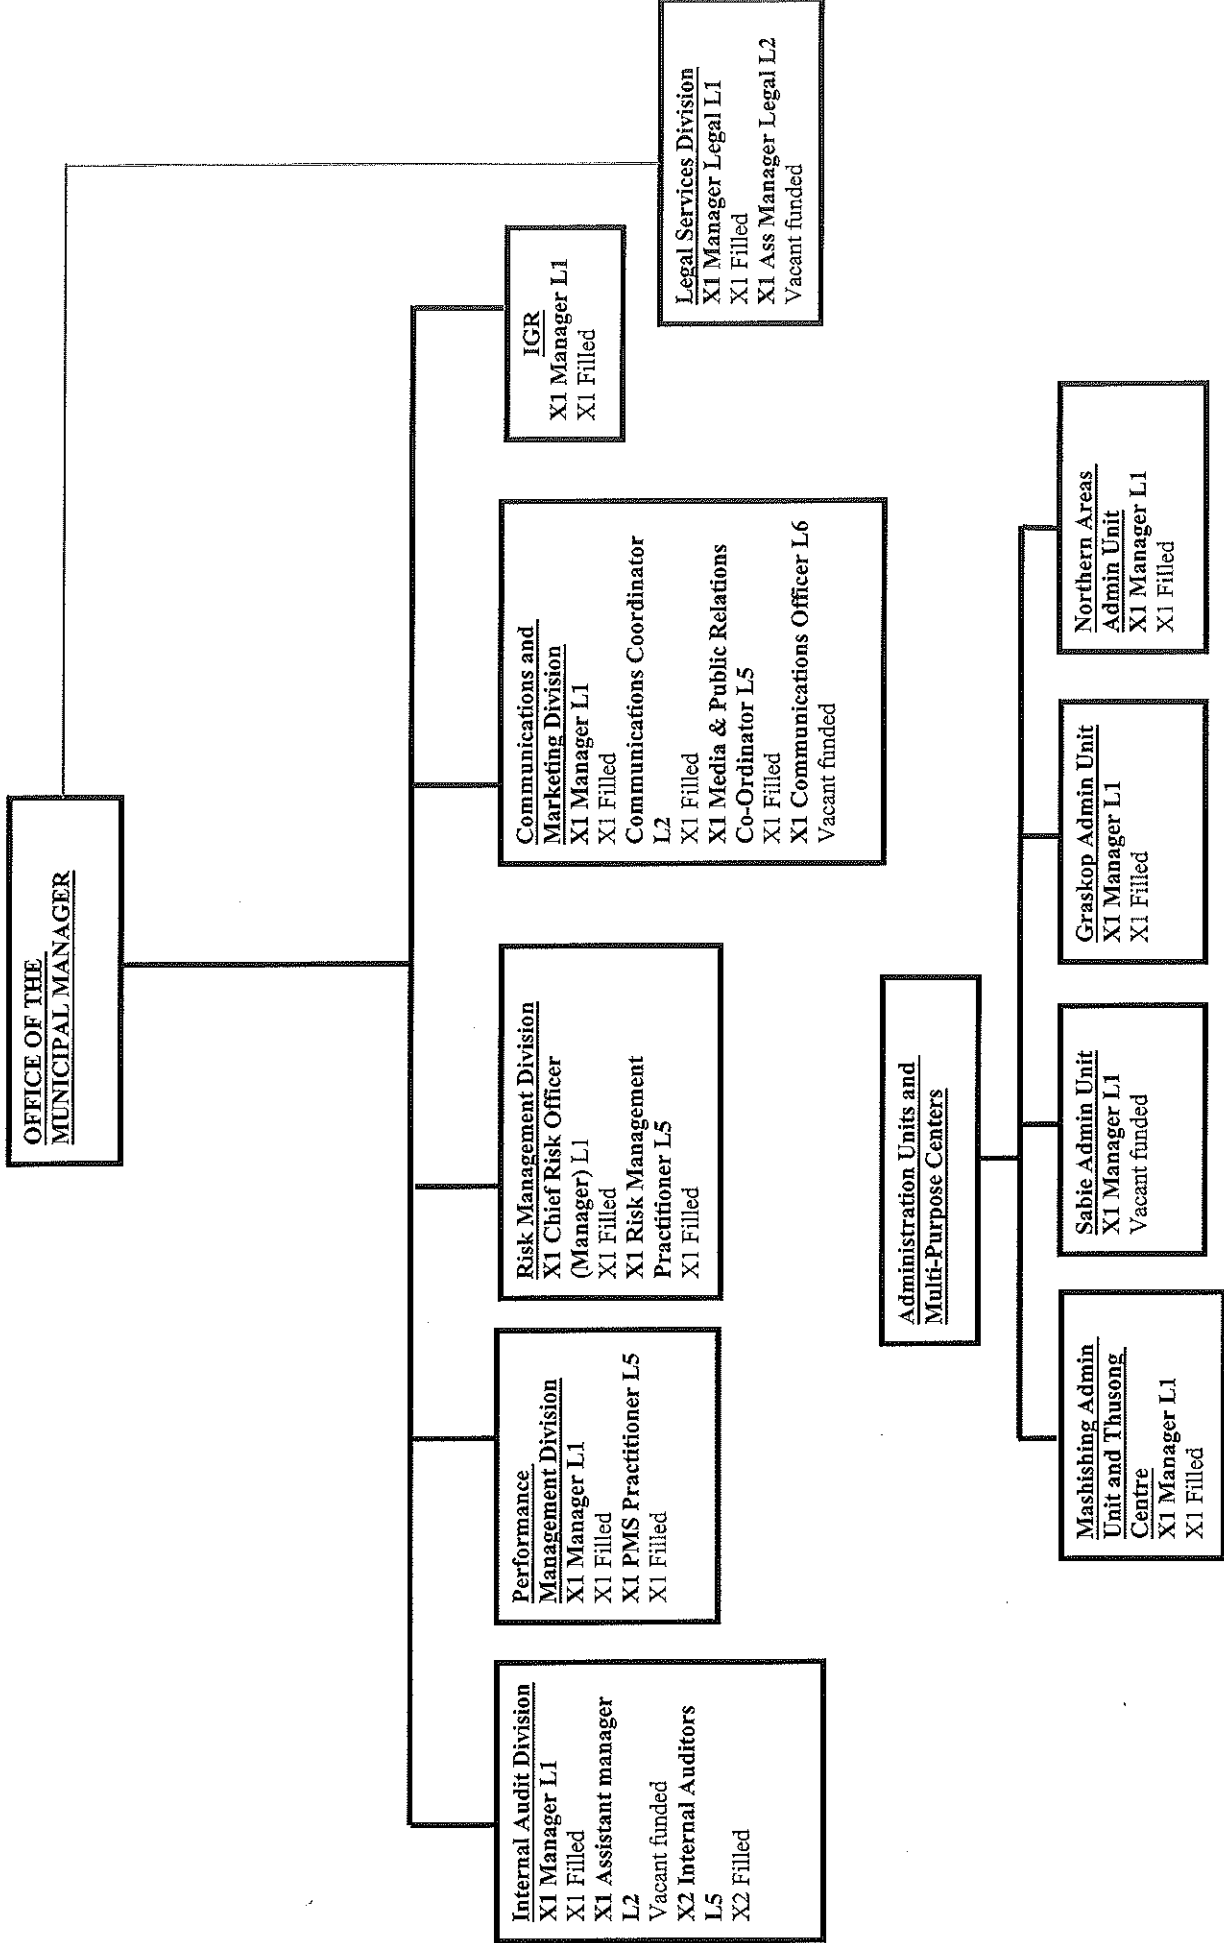 OFFICE OF THE
MUNICIPAL MANAGER
Internal Audit Division
X1 Manager L1
X1 Filled
X1 Assistant manager
L2
Vacant funded
X2 Internal Auditors
L5
X2 Filled
Performance
Management Division
X1 Manager L1
X1 Filled
X1 PMS Practitioner L5
X1 Filled
Risk Management Division
X1 Chief Risk Officer
(Manager) L1
X1 Filled
X1 Risk Management
Practitioner L5
X1 Filled
Communications and
Marketing Division
X1 Manager L1
X1 Filled
Communications Coordinator
L2
X1 Filled
X1 Media & Public Relations
Co-Ordinator L5
X1 Filled
X1 Communications Officer L6
Vacant funded
IGR
X1 Manager L1
X1 Filled
Legal Services Division
X1 Manager Legal L1
X1 Filled
X1 Ass Manager Legal L2
Vacant funded
Administration Units and
Multi-Purpose Centers
Mashishing Admin
Unit and Thusong
Centre
X1 Manager L1
X1 Filled
Sabie Admin Unit
X1 Manager L1
Vacant funded
Graskop Admin Unit
X1 Manager L1
X1 Filled
Northern Areas
Admin Unit
X1 Manager L1
X1 Filled